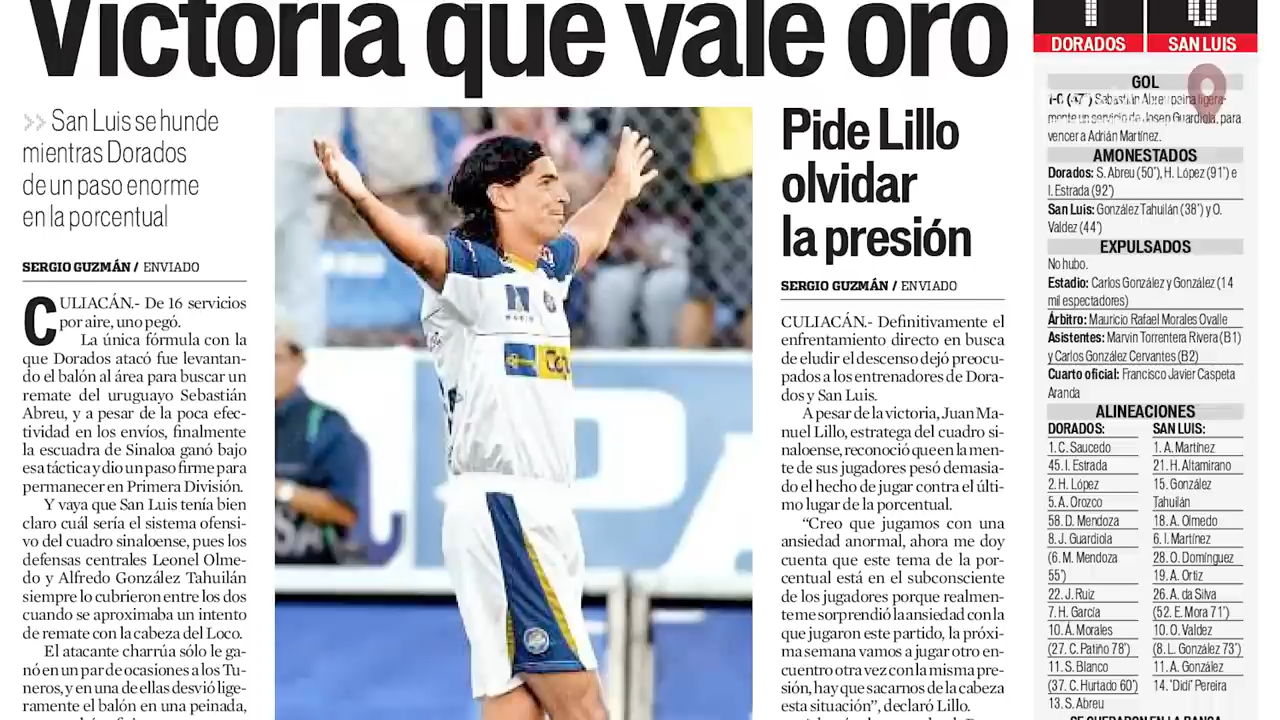 Victoria que vale oro
>> San Luis se hunde
mientras Dorados
de un paso enorme
en la porcentual
SERGIO GUZMÁN / ENVIADO
CULIACÁN.- De 16 servicios
por aire, uno pegó.
La única fórmula con la
que Dorados atacó fue levantan-
do el balón al área para buscar un
remate del uruguayo Sebastián
Abreu, y a pesar de la poca efec-
tividad en los envíos, finalmente
la escuadra de Sinaloa ganó bajo
esa táctica y dio un paso firme para
permanecer en Primera División.
Y vaya que San Luis tenía bien
claro cuál sería el sistema ofensi-
vo del cuadro sinaloense, pues los
defensas centrales Leonel Olme-
do y Alfredo González Tahuilán
siempre lo cubrieron entre los dos
cuando se aproximaba un intento
de remate con la cabeza del Loco.
El atacante charrúa sólo le ga-
nó en un par de ocasiones a los Tu-
neros, y en una de ellas desvió lige-
ramente el balón en una peinada,
Pide Lillo
olvidar
la presión
SERGIO GUZMÁN / ENVIADO
CULIACÁN.- Definitivamente el
enfrentamiento directo en busca
de eludir el descenso dejó preocu-
pados a los entrenadores de Dora-
dos y San Luis.
A pesar de la victoria, Juan Ma-
nuel Lillo, estratega del cuadro si-
naloense, reconoció que en la men-
te de sus jugadores pesó demasia-
do el hecho de jugar contra el últi-
mo lugar de la porcentual.
“Creo que jugamos con una
ansiedad anormal, ahora me doy
cuenta que este tema de la por-
centual está en el subconsciente
de los jugadores porque realmen-
te me sorprendió la ansiedad con la
que jugaron este partido, la próxi-
ma semana vamos a jugar otro en-
cuentro otra vez con la misma pre-
sión, hay que sacarnos de la cabeza
esta situación”, declaró Lillo.
1 0
DORADOS SAN LUIS
GOL
1-0 (47') Sebastián Abreu peina ligera-
mente un servicio de Josep Guardiola, para
vencer a Adrián Martínez.
AMONESTADOS
Dorados: S. Abreu (50'), H. López (91') e
I. Estrada (92')
San Luis: González Tahuilán (38') y O.
Valdez (44')
EXPULSADOS
No hubo.
Estadio: Carlos González y González (14
mil espectadores)
Árbitro: Mauricio Rafael Morales Ovalle
Asistentes: Marvin Torrentera Rivera (B1)
y Carlos González Cervantes (B2)
Cuarto oficial: Francisco Javier Caspeta
Aranda
ALINEACIONES
DORADOS:
1. C. Saucedo
45. I. Estrada
2. H. López
5. A. Orozco
58. D. Mendoza
8. J. Guardiola
(6. M. Mendoza
55')
22. J. Ruiz
7. H. García
10. Á. Morales
(27. C. Patiño 78')
11. S. Blanco
(37. C. Hurtado 60')
13. S. Abreu
SAN LUIS:
1. A. Martínez
21. H. Altamirano
15. González
Tahuilán
18. A. Olmedo
6. I. Martínez
28. O. Domínguez
19. A. Ortiz
26. A. da Silva
(52. E. Mora 71')
10. O. Valdez
(8. L. González 73')
11. A. González
14. "Didí" Pereira
SE QUEDARON EN LA BANCA